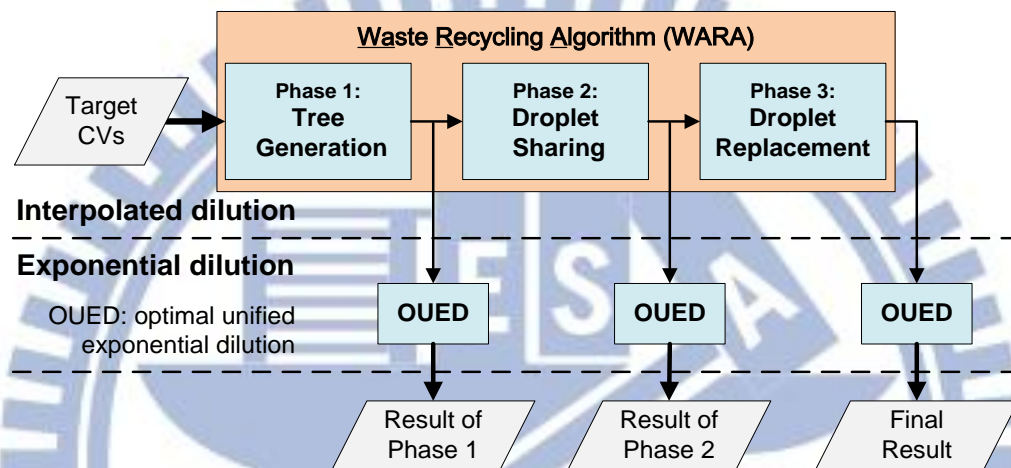 Waste Recycling Algorithm (WARA)
Target
CVs
Phase 1:
Tree
Generation
Phase 2:
Droplet
Sharing
Phase 3:
Droplet
Replacement
Interpolated dilution
Exponential dilution
OUED: optimal unified
exponential dilution
OUED
OUED
OUED
Result of
Phase 1
Result of
Phase 2
Final
Result
ESA